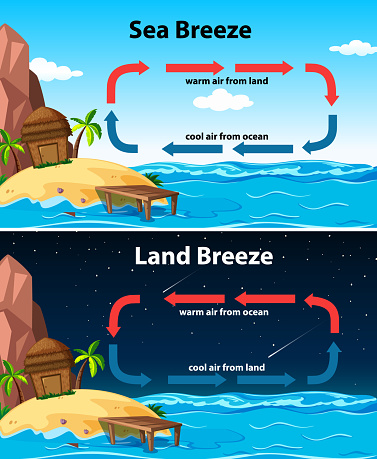 Sea Breeze
warm air from land
cool air from ocean
Land Breeze
warm air from ocean
cool air from land